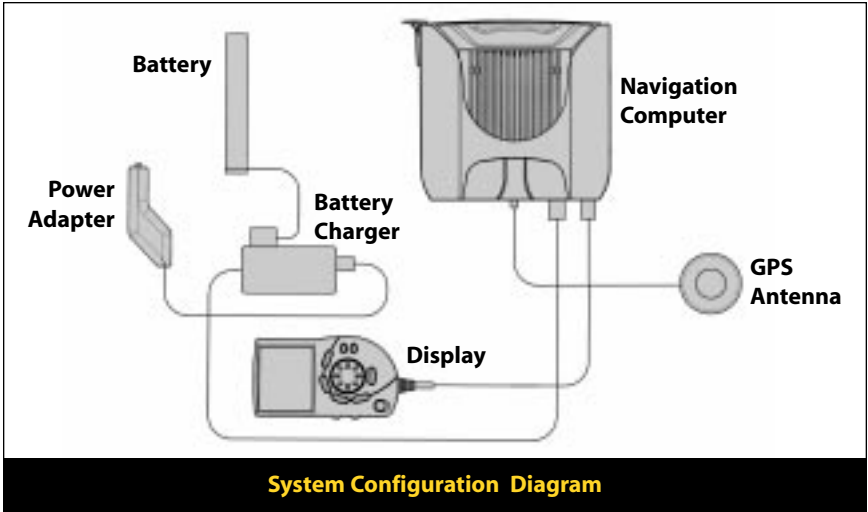 Battery
Navigation
Computer
Power
Adapter
Battery
Charger
GPS
Antenna
Display
System Configuration Diagram